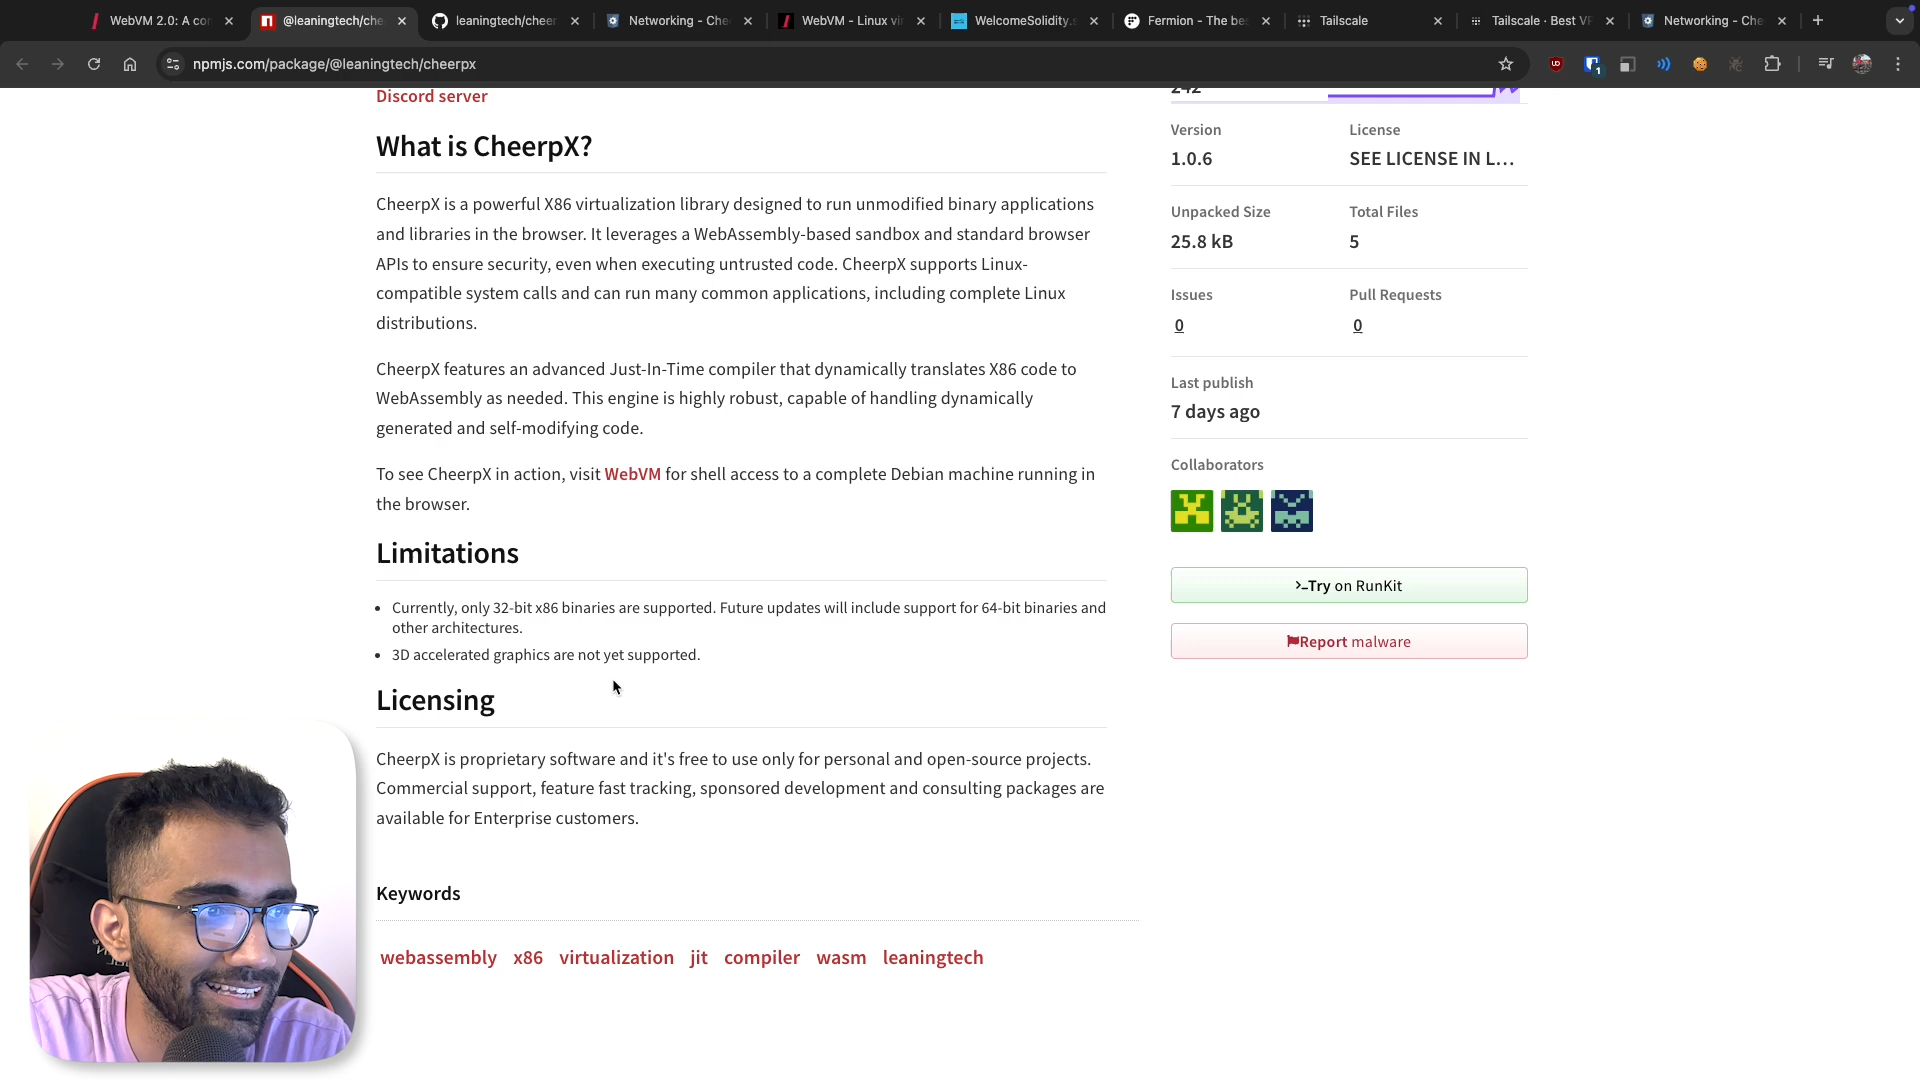 WebVM 2.0: A co
@leaningtech/che
leaningtech/cheer
Networking - Che
WebVM - Linux vi
WelcomeSolidity.s
Fermion - The be
Tailscale
Tailscale · Best VP
Networking - Che
npmjs.com/package/@leaningtech/cheerpx
Discord server
What is CheerpX?
CheerpX is a powerful X86 virtualization library designed to run unmodified binary applications
and libraries in the browser. It leverages a WebAssembly-based sandbox and standard browser
APIs to ensure security, even when executing untrusted code. CheerpX supports Linux-
compatible system calls and can run many common applications, including complete Linux
distributions.
CheerpX features an advanced Just-In-Time compiler that dynamically translates X86 code to
WebAssembly as needed. This engine is highly robust, capable of handling dynamically
generated and self-modifying code.
To see CheerpX in action, visit WebVM for shell access to a complete Debian machine running in
the browser.
Limitations
• Currently, only 32-bit x86 binaries are supported. Future updates will include support for 64-bit binaries and
other architectures.
• 3D accelerated graphics are not yet supported.
Licensing
CheerpX is proprietary software and it's free to use only for personal and open-source projects.
Commercial support, feature fast tracking, sponsored development and consulting packages are
available for Enterprise customers.
Keywords
webassembly x86 virtualization jit compiler wasm leaningtech
242
Version
License
1.0.6
SEE LICENSE IN L...
Unpacked Size
Total Files
25.8 kB
5
Issues
Pull Requests
0
0
Last publish
7 days ago
Collaborators
>_Try on RunKit
Report malware